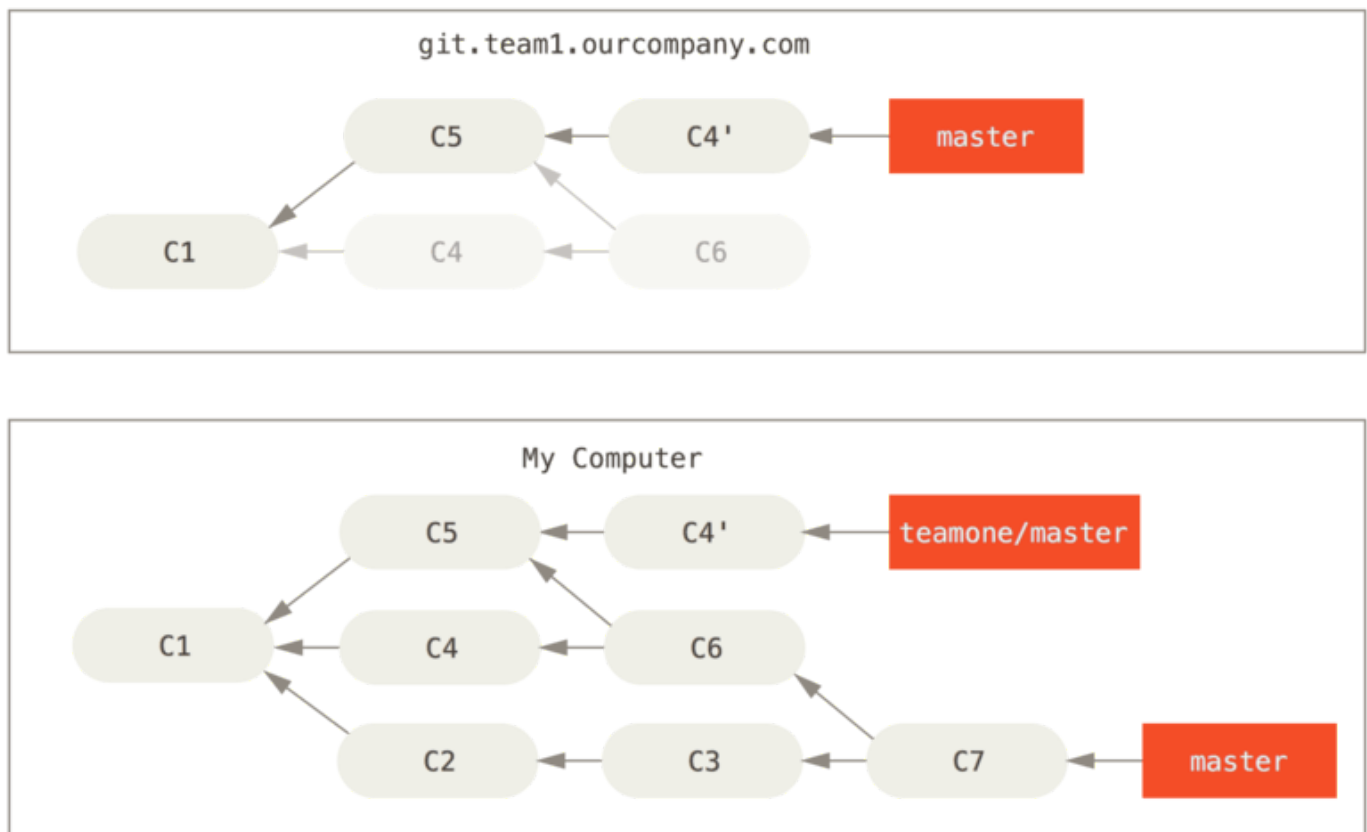 git.team1.ourcompany.com
C5
C4'
master
C1
C4
C6
My Computer
C5
C4'
teamone/master
C1
C4
C6
C2
C3
C7
master